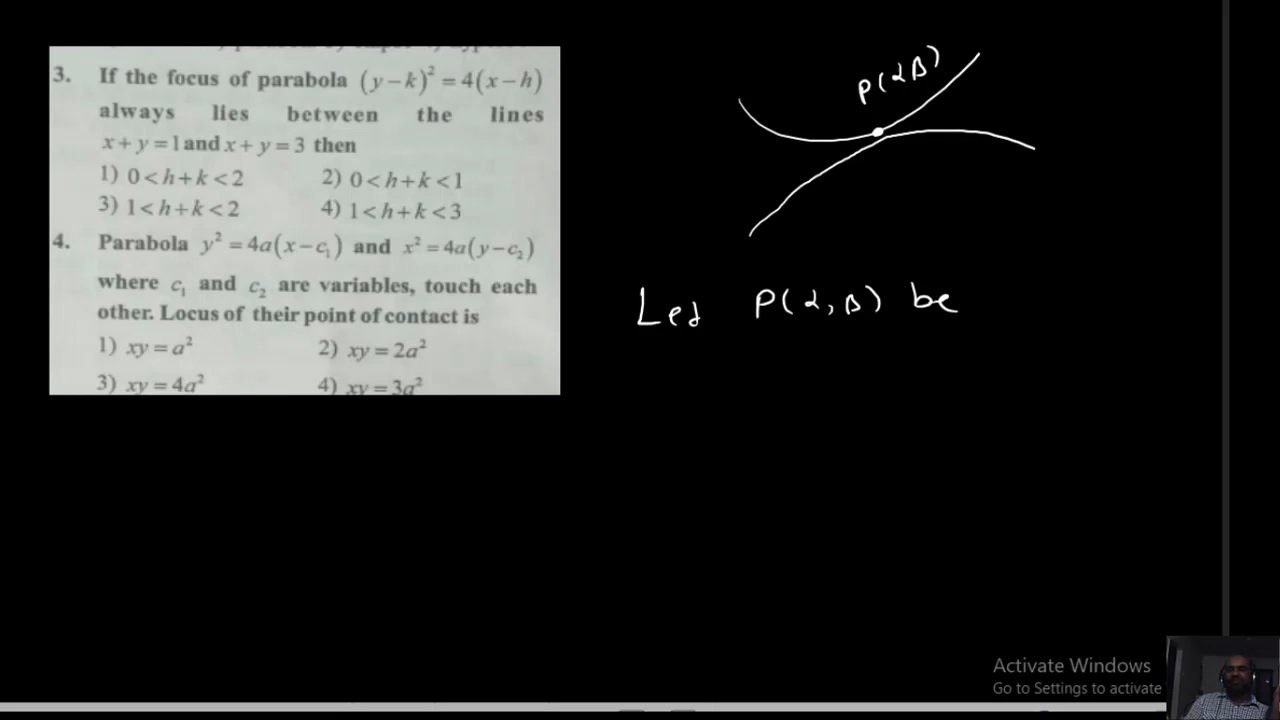 3. If the focus of parabola (y-k)² = 4(x-h)
always lies between the lines
x+y=1 and x+y=3 then
1) 0<h+k<2 2) 0<h+k<1
3) 1<h+k<2 4) 1<h+k<3
4. Parabola y² = 4a(x-c₁) and x² = 4a(y-c₂)
where c₁ and c₂ are variables, touch each
other. Locus of their point of contact is
1) xy = a² 2) xy = 2a²
3) xy = 4a² 4) xy = 3a²
P(α β)
Let P(α, β) be
Activate Windows
Go to Settings to activate